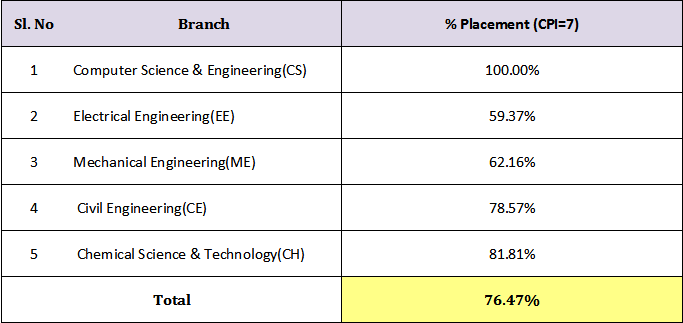 Sl. No Branch % Placement (CPI=7)
1 Computer Science & Engineering(CS) 100.00%
2 Electrical Engineering(EE) 59.37%
3 Mechanical Engineering(ME) 62.16%
4 Civil Engineering(CE) 78.57%
5 Chemical Science & Technology(CH) 81.81%
Total 76.47%